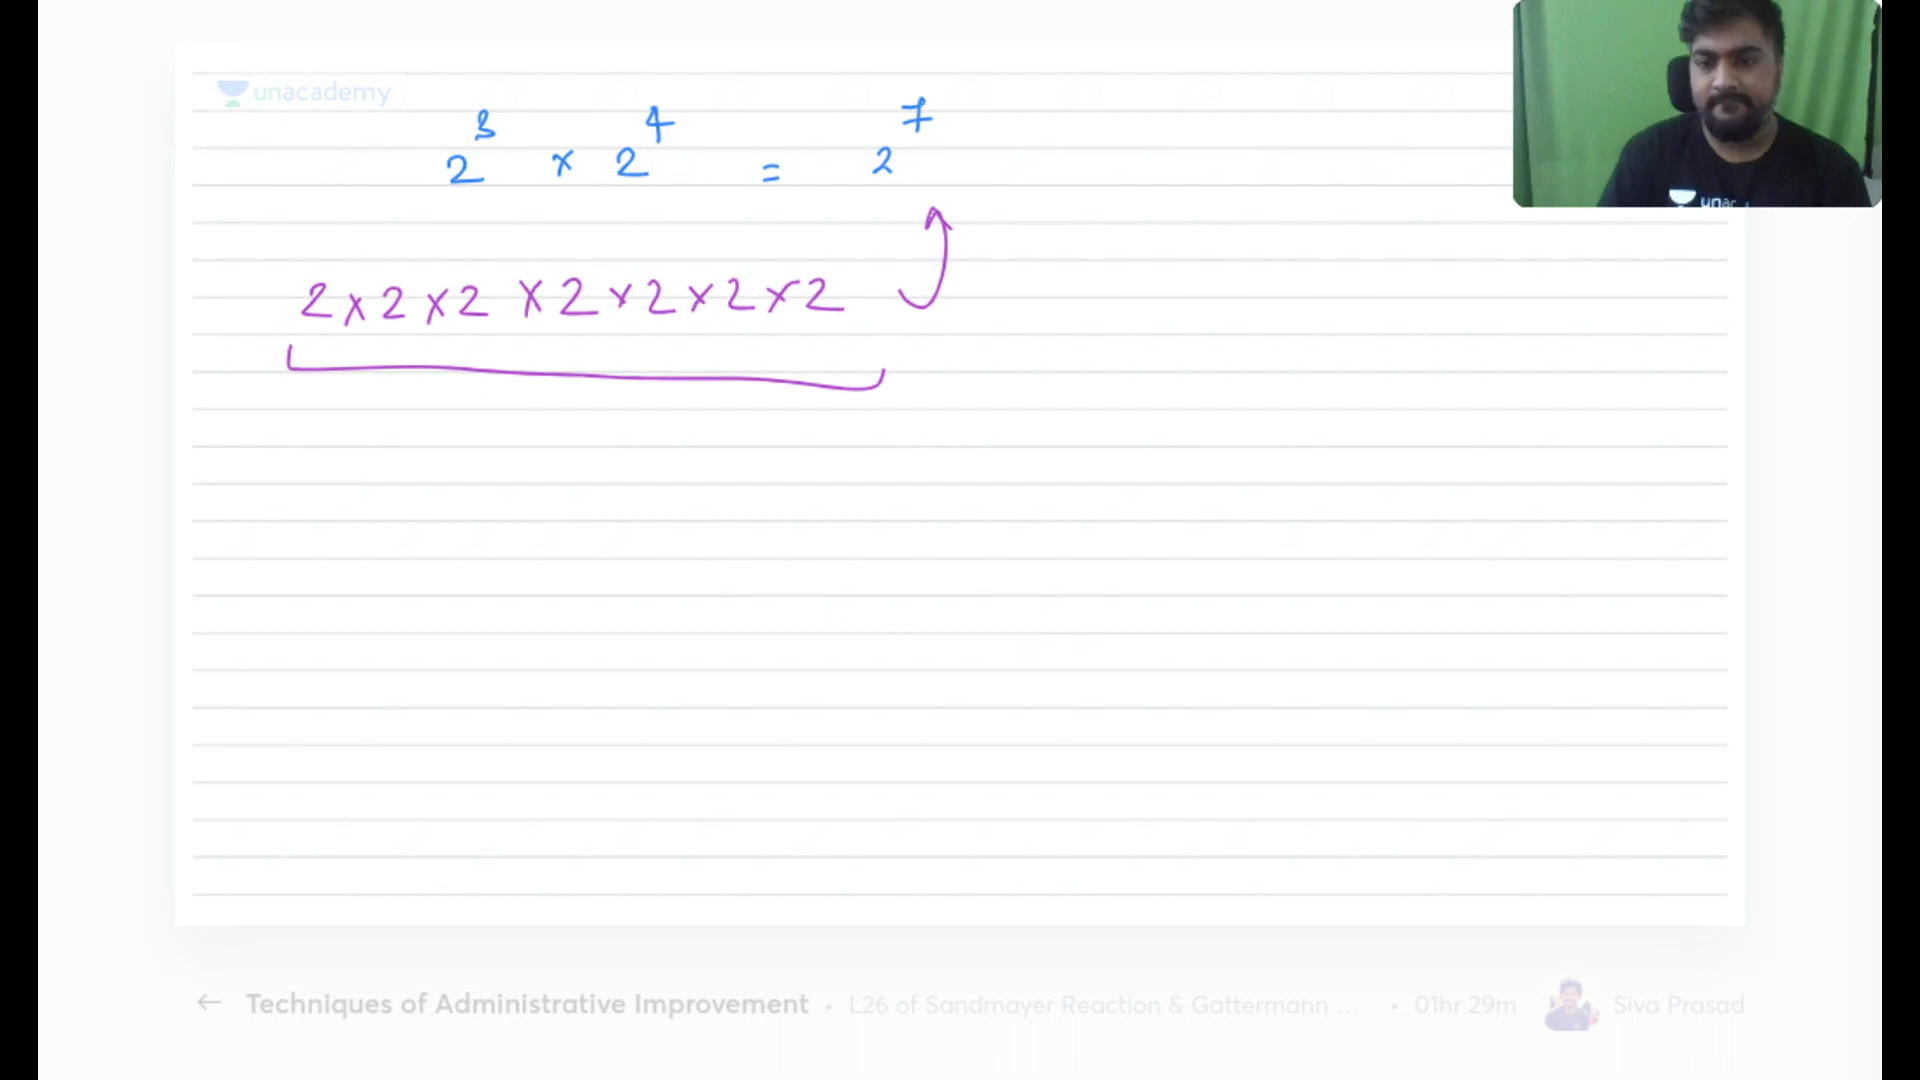 unacademy
2³ × 2⁴ = 2⁷
2 × 2 × 2 × 2 × 2 × 2 × 2
← Techniques of Administrative Improvement • L26 of Sandmayer Reaction & Gattermann ... • 01hr 29m Siva Prasad